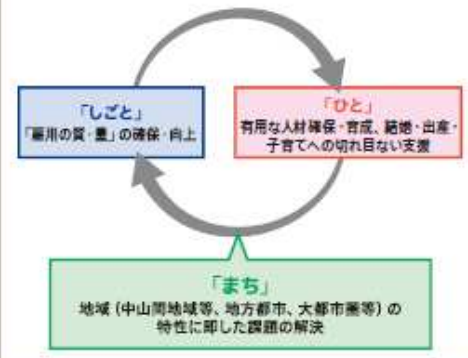 「しごと」
「雇用の質・量」の確保・向上
「ひと」
有用な人材確保・育成、結婚・出産・
子育てへの切れ目ない支援
「まち」
地域（中山間地域等、地方都市、大都市圏等）の
特性に即した課題の解決